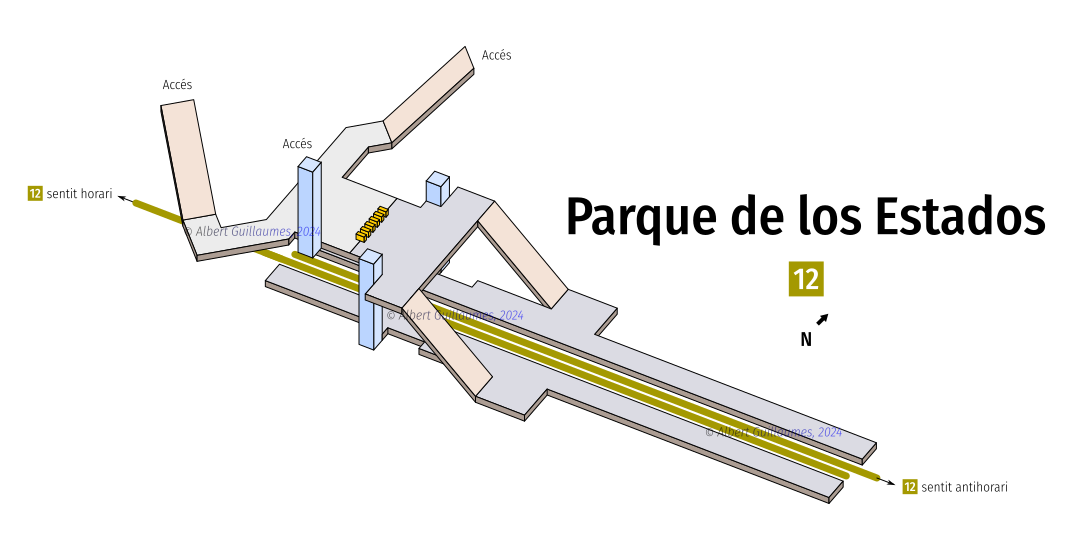 Accés
Accés
Accés
12 sentit horari
© Albert Guillaumes, 2024
Parque de los Estados
12
N
© Albert Guillaumes, 2024
© Albert Guillaumes, 2024
12 sentit antihorari